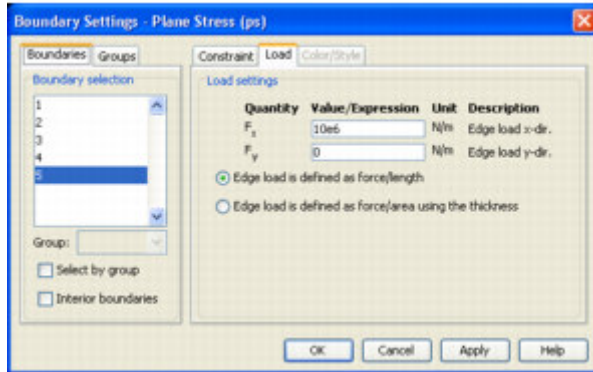 Boundary Settings - Plane Stress (ps)
Boundaries Groups
Constraint Load Color/Style
Boundary selection
1
2
3
4
5
Group:
Select by group
Interior boundaries
Load settings
Quantity Value/Expression Unit Description
Fx 10e6 N/m Edge load x-dir.
Fy 0 N/m Edge load y-dir.
Edge load is defined as force/length
Edge load is defined as force/area using the thickness
OK Cancel Apply Help